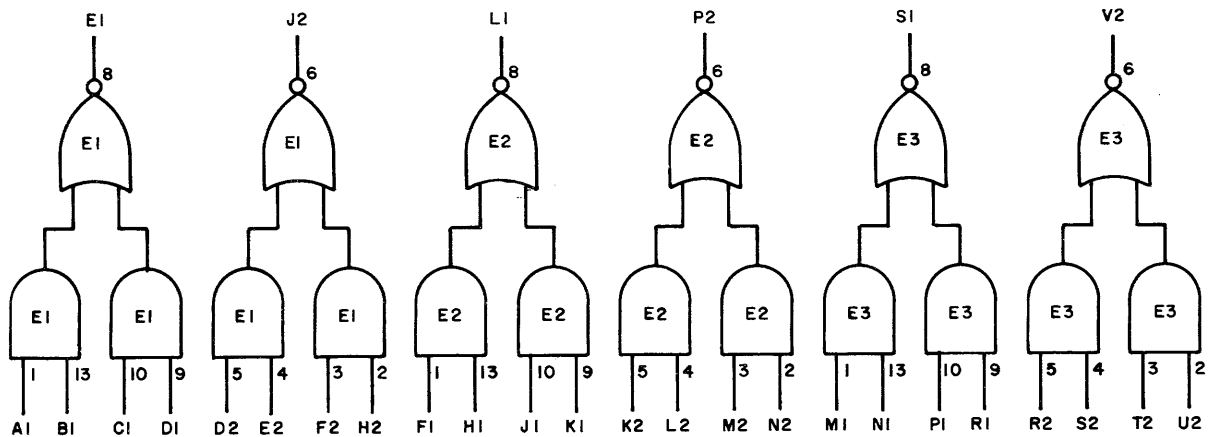 E1 J2 L1 P2 S1 V2
8 6 8 6 8 6
E1 E1 E2 E2 E3 E3
E1 E1 E1 E1 E2 E2 E2 E2 E3 E3 E3 E3
1 13 10 9 5 4 3 2 1 13 10 9 5 4 3 2 1 13 10 9 5 4 3 2
A1 B1 C1 D1 D2 E2 F2 H2 F1 H1 J1 K1 K2 L2 M2 N2 M1 N1 P1 R1 R2 S2 T2 U2